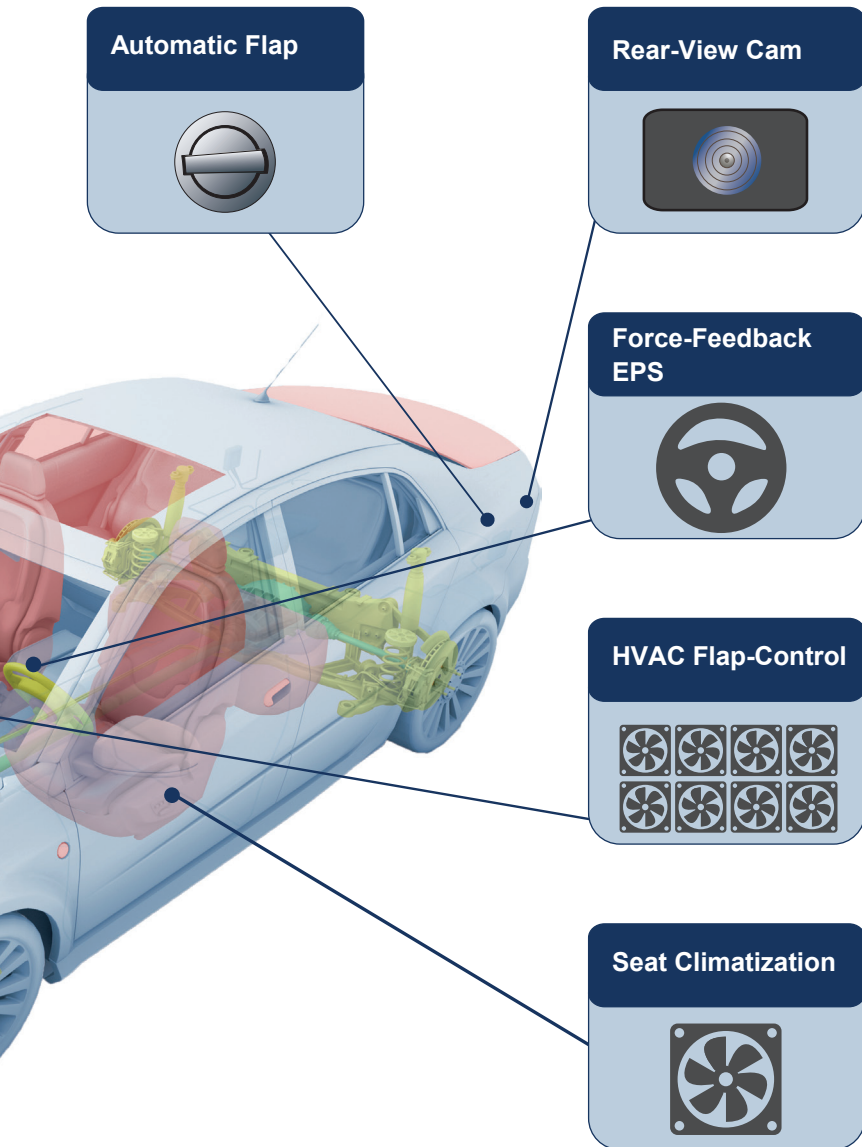 Automatic Flap
Rear-View Cam
Force-Feedback
EPS
HVAC Flap-Control
Seat Climatization